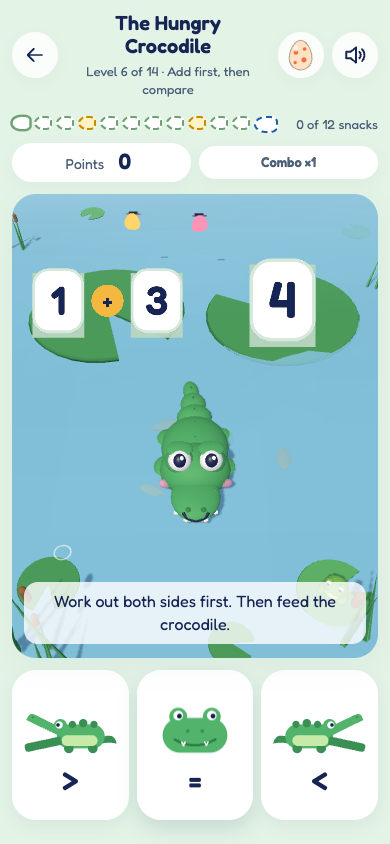 The Hungry
Crocodile
Level 6 of 14 · Add first, then
compare
0 of 12 snacks
Points 0
Combo ×1
1 + 3
4
Work out both sides first. Then feed the
crocodile.
> = <